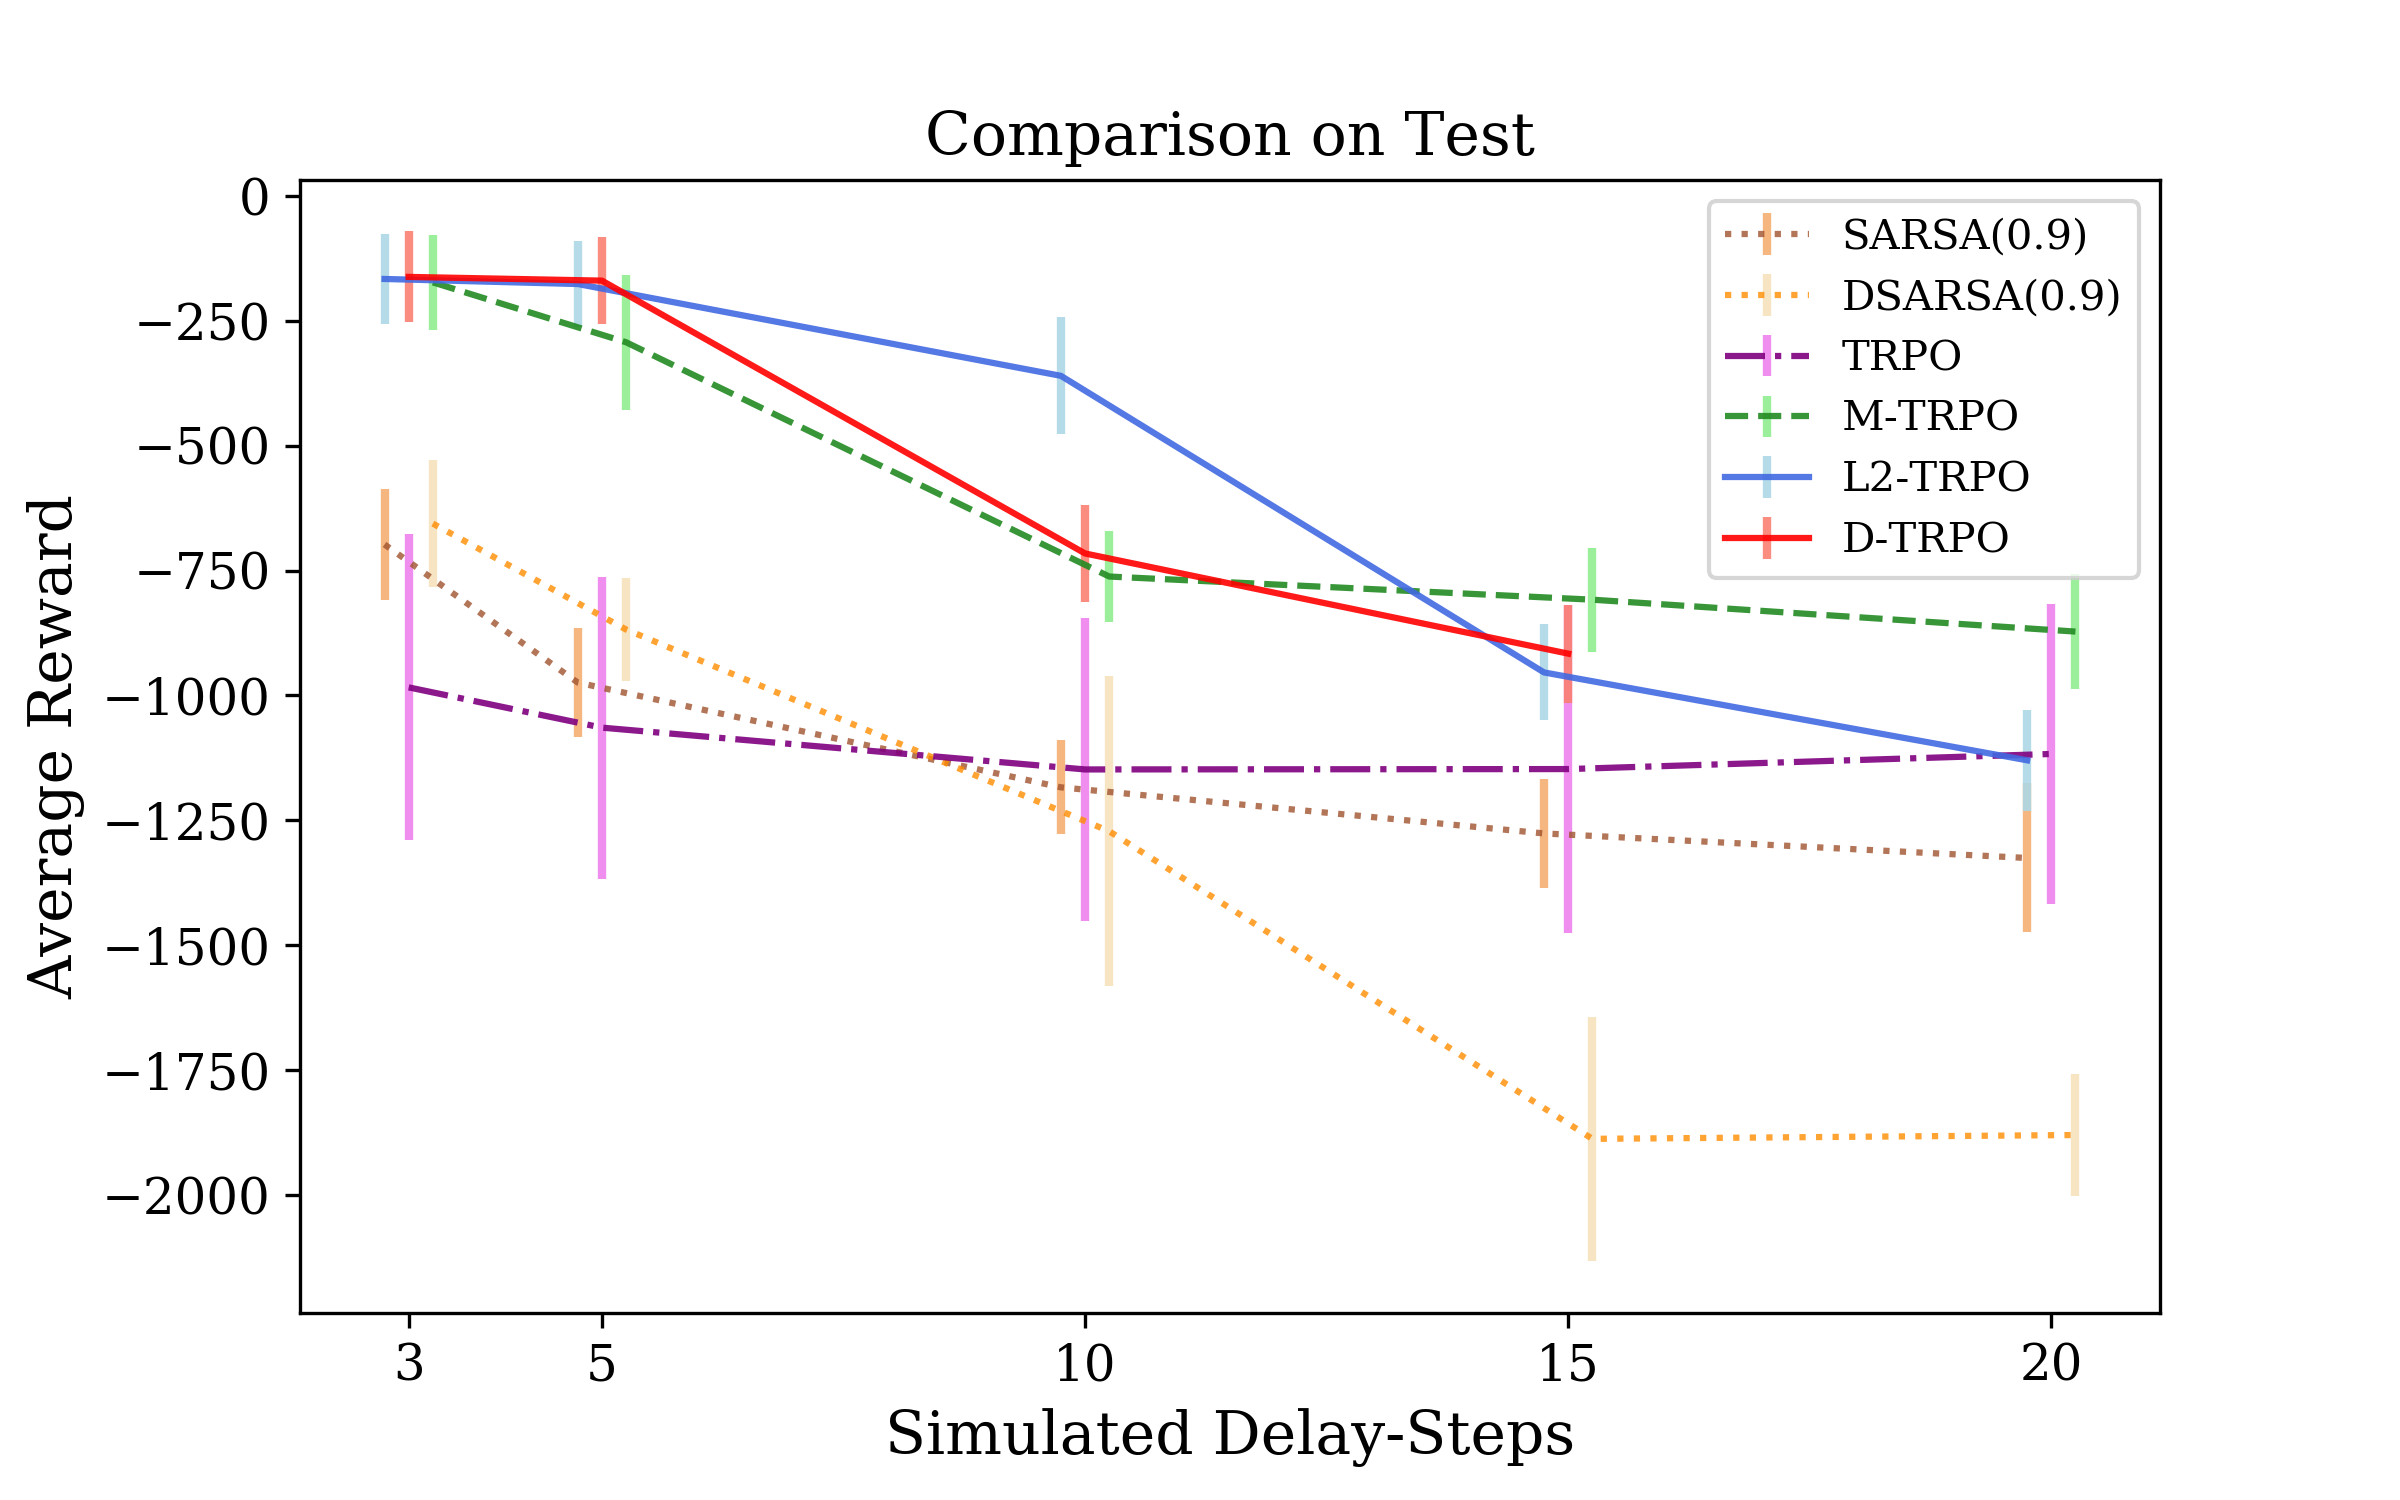 Comparison on Test
Average Reward
0
−250
−500
−750
−1000
−1250
−1500
−1750
−2000
SARSA(0.9)
DSARSA(0.9)
TRPO
M-TRPO
L2-TRPO
D-TRPO
3 5 10 15 20
Simulated Delay-Steps